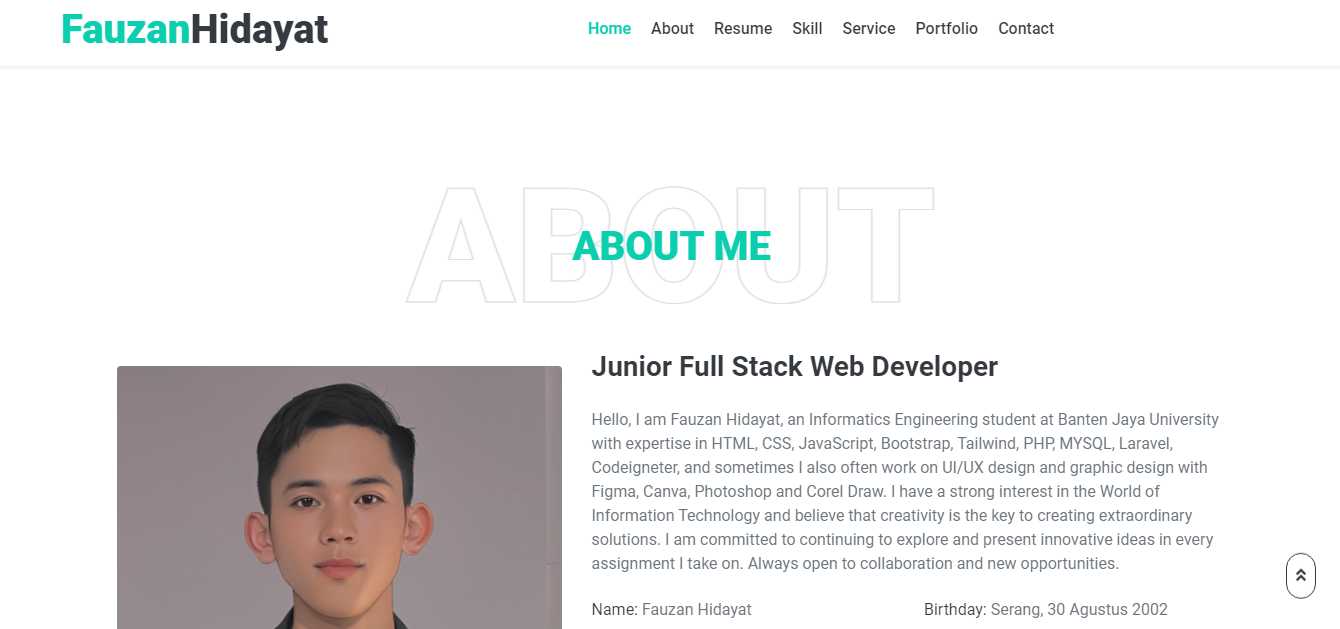 FauzanHidayat
Home About Resume Skill Service Portfolio Contact
ABOUT
ABOUT ME
Junior Full Stack Web Developer
Hello, I am Fauzan Hidayat, an Informatics Engineering student at Banten Jaya University
with expertise in HTML, CSS, JavaScript, Bootstrap, Tailwind, PHP, MYSQL, Laravel,
Codeigneter, and sometimes I also often work on UI/UX design and graphic design with
Figma, Canva, Photoshop and Corel Draw. I have a strong interest in the World of
Information Technology and believe that creativity is the key to creating extraordinary
solutions. I am committed to continuing to explore and present innovative ideas in every
assignment I take on. Always open to collaboration and new opportunities.
Name: Fauzan Hidayat Birthday: Serang, 30 Agustus 2002